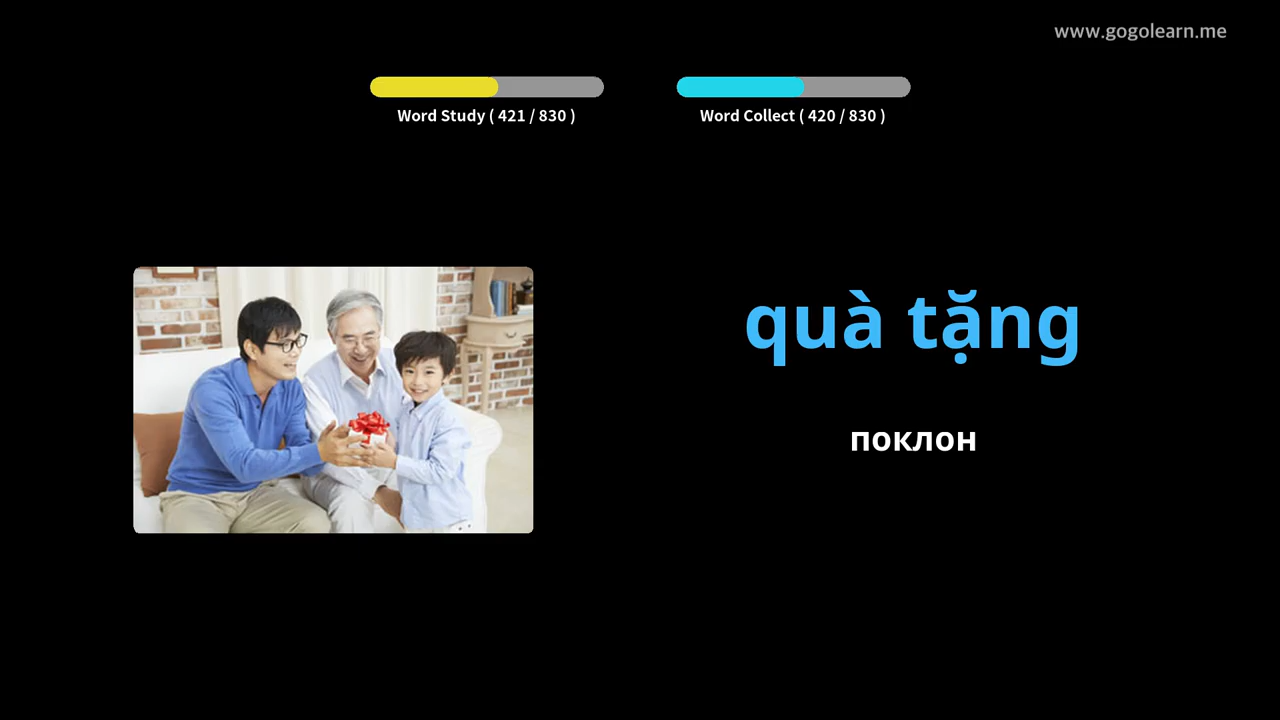 www.gogolearn.me
Word Study ( 421 / 830 )
Word Collect ( 420 / 830 )
quà tặng
поклон